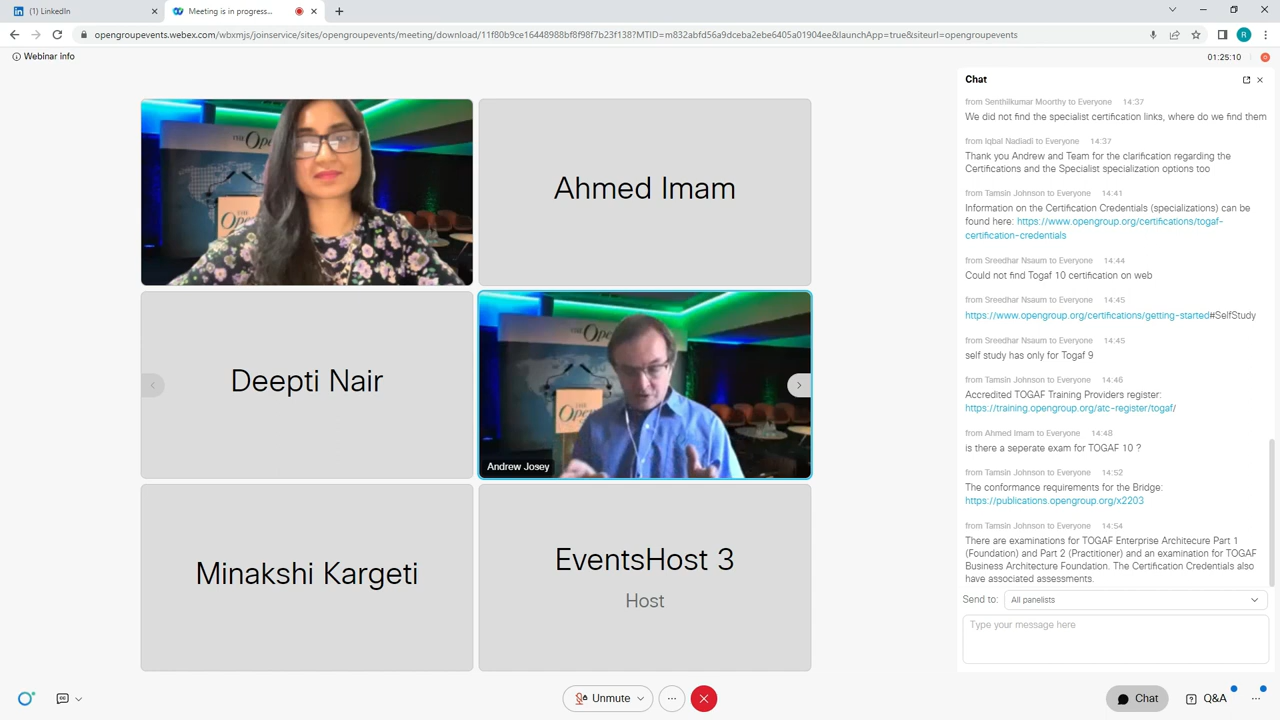 (1) LinkedIn
Meeting is in progress...
opengroupevents.webex.com/wbxmjs/joinservice/sites/opengroupevents/meeting/download/11f80b9ce16448988bf8f98f7b23f138?MTID=m832abfd56a9dceba2ebe6405a01904ee&launchApp=true&siteurl=opengroupevents
R
Webinar info
01:25:10
Ahmed Imam
Deepti Nair
THE
Open
Andrew Josey
Minakshi Kargeti
EventsHost 3
Host
Chat
from Senthilkumar Moorthy to Everyone 14:37
We did not find the specialist certification links, where do we find them
from Iqbal Nadiadi to Everyone 14:37
Thank you Andrew and Team for the clarification regarding the
Certifications and the Specialist specialization options too
from Tamsin Johnson to Everyone 14:41
Information on the Certification Credentials (specializations) can be
found here: https://www.opengroup.org/certifications/togaf-
certification-credentials
from Sreedhar Nsaum to Everyone 14:44
Could not find Togaf 10 certification on web
from Sreedhar Nsaum to Everyone 14:45
https://www.opengroup.org/certifications/getting-started#SelfStudy
from Sreedhar Nsaum to Everyone 14:45
self study has only for Togaf 9
from Tamsin Johnson to Everyone 14:46
Accredited TOGAF Training Providers register:
https://training.opengroup.org/atc-register/togaf/
from Ahmed Imam to Everyone 14:48
is there a seperate exam for TOGAF 10 ?
from Tamsin Johnson to Everyone 14:52
The conformance requirements for the Bridge:
https://publications.opengroup.org/x2203
from Tamsin Johnson to Everyone 14:54
There are examinations for TOGAF Enterprise Architecure Part 1
(Foundation) and Part 2 (Practitioner) and an examination for TOGAF
Business Architecture Foundation. The Certification Credentials also
have associated assessments.
Send to: All panelists
Type your message here
Unmute
Chat
Q&A